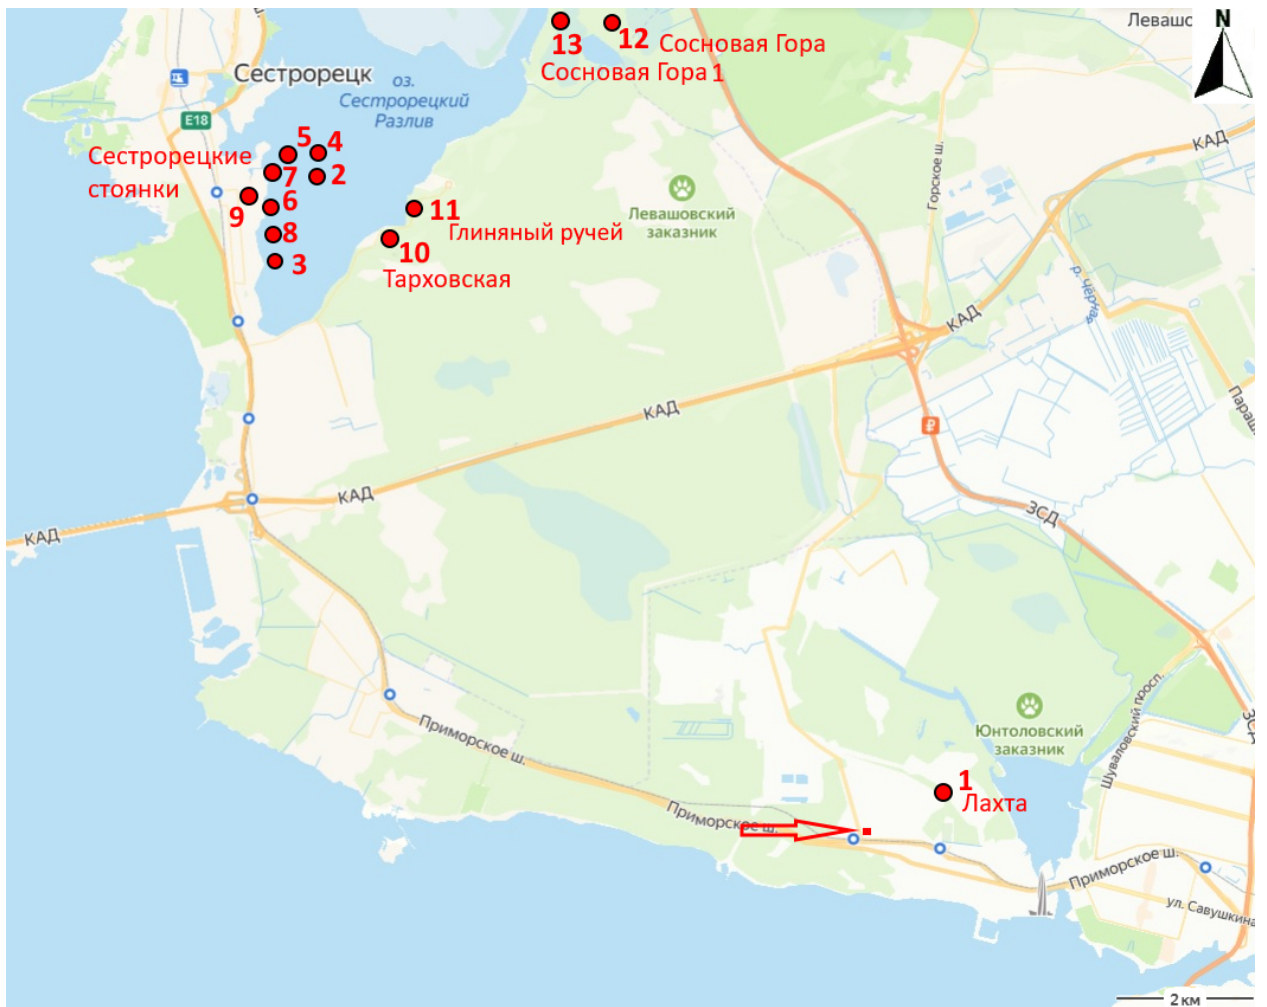 Левашо
N
13
12
Сосновая Гора
Сосновая Гора 1
Сестрорецк
оз.
Сестрорецкий
Разлив
E18
КАД
Горское ш.
5
4
Сестрорецкие
стоянки
7
2
9
6
8
3
11
Глиняный ручей
10
Тарховская
Левашовский
заказник
р. Чёрная
КАД
КАД
КАД
КАД
₽
ЗСД
Приморское ш.
Юнтоловский
заказник
Шуваловский просп.
1
Лахта
Приморское ш.
Приморское ш.
ул. Савушкина
2 км